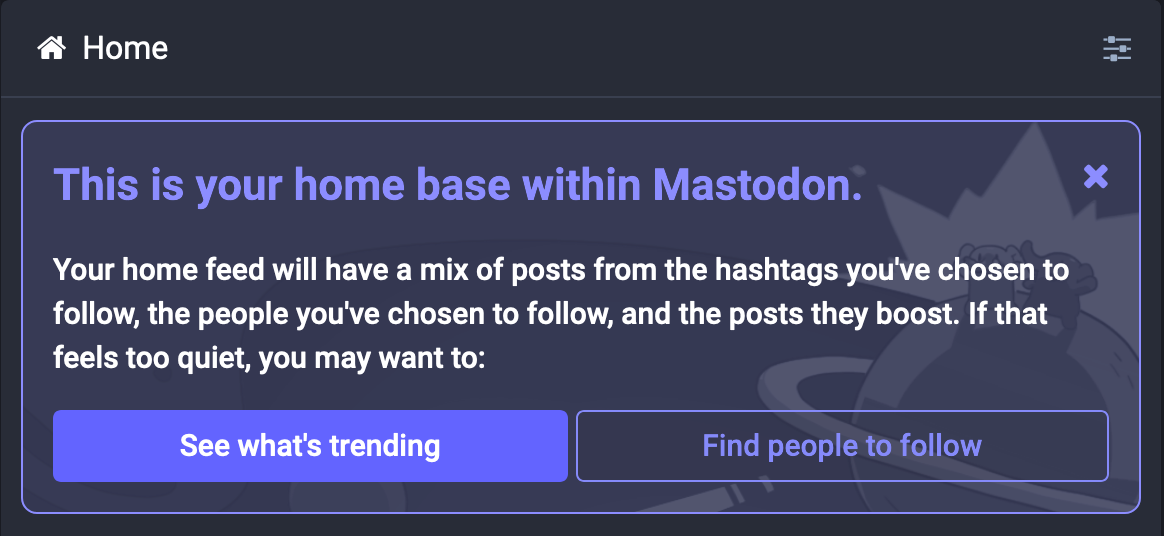 Home
This is your home base within Mastodon.
Your home feed will have a mix of posts from the hashtags you've chosen to
follow, the people you've chosen to follow, and the posts they boost. If that
feels too quiet, you may want to:
See what's trending
Find people to follow